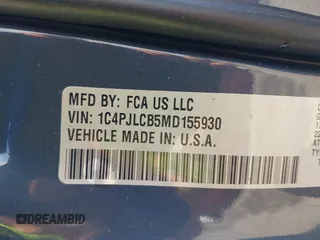 MFD. BY: FCA US LLC
VIN: 1C4PJLCB5MD155930
VEHICLE MADE IN: U.S.A.
DREAMBID